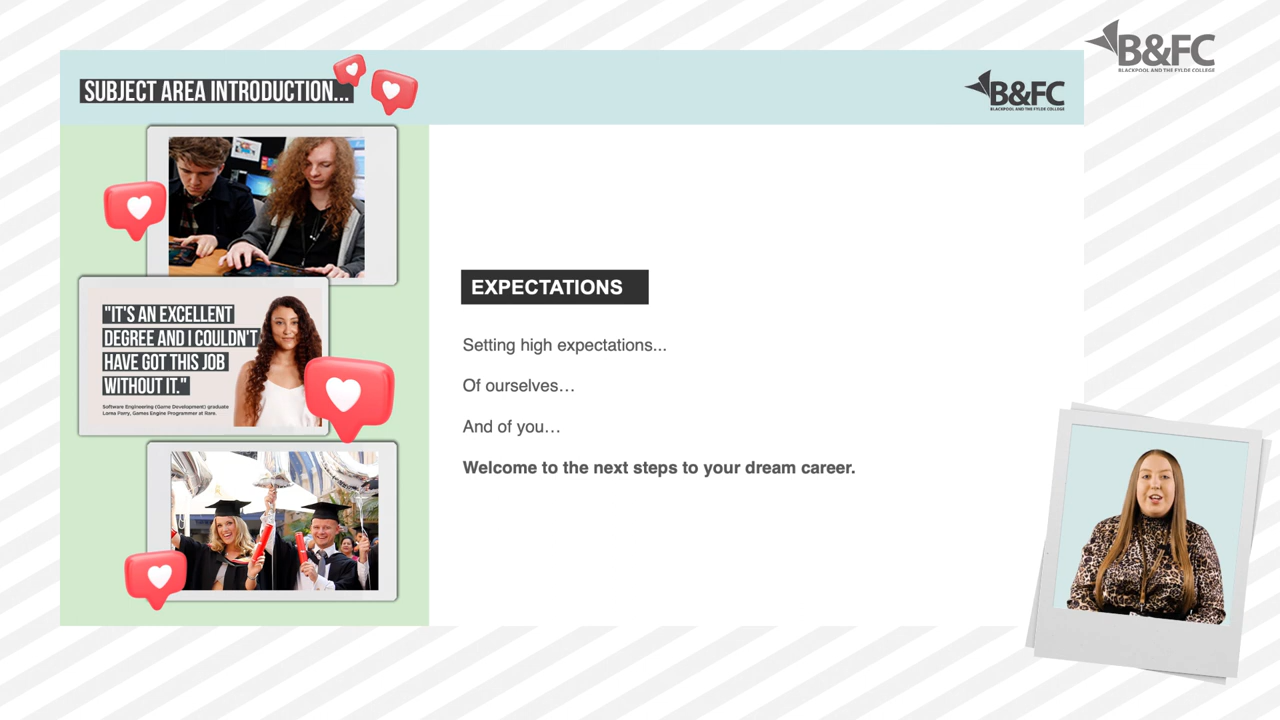 B&FC
BLACKPOOL AND THE FYLDE COLLEGE
SUBJECT AREA INTRODUCTION...
B&FC
BLACKPOOL AND THE FYLDE COLLEGE
"IT'S AN EXCELLENT
DEGREE AND I COULDN'T
HAVE GOT THIS JOB
WITHOUT IT."
Software Engineering (Game Development) graduate
Lorea Parry, Games Engine Programmer at Rare.
EXPECTATIONS
Setting high expectations...
Of ourselves…
And of you…
Welcome to the next steps to your dream career.